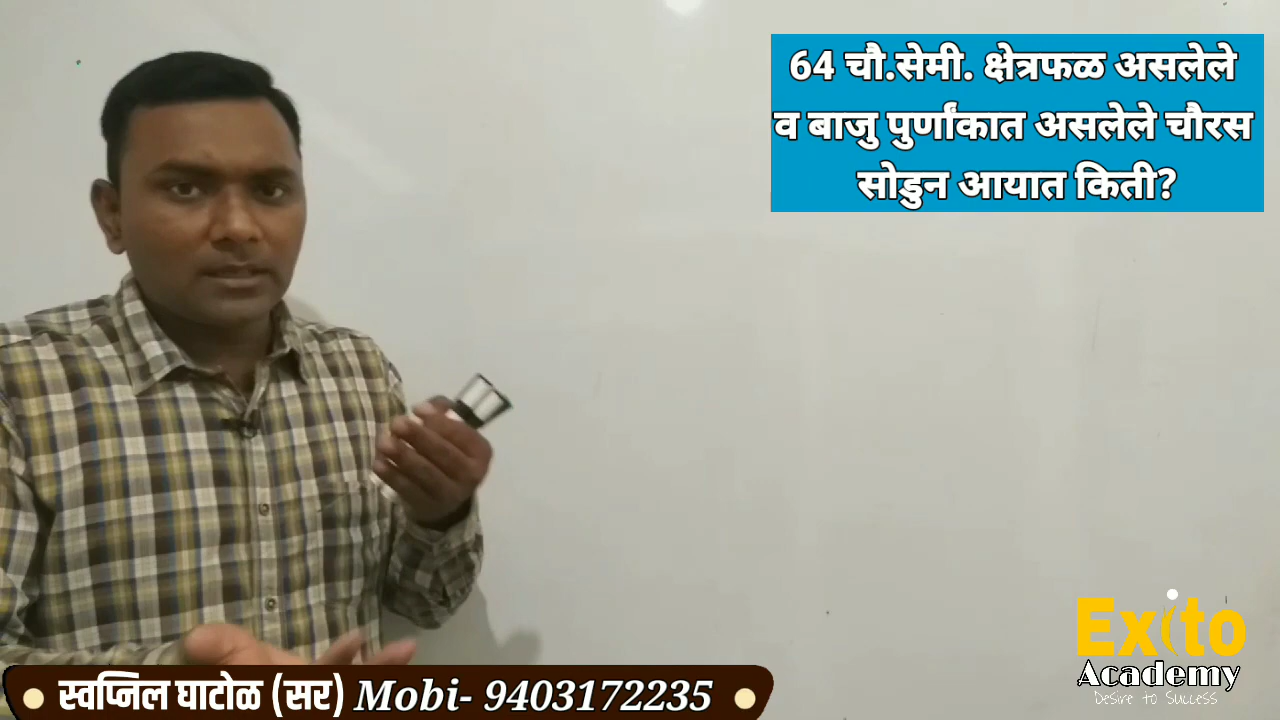 64 चौ.सेमी. क्षेत्रफळ असलेले
व बाजु पुर्णांकात असलेले चौरस
सोडुन आयात किती?
Exito
Academy
Desire to Success
स्वप्निल घाटोळ (सर) Mobi- 9403172235